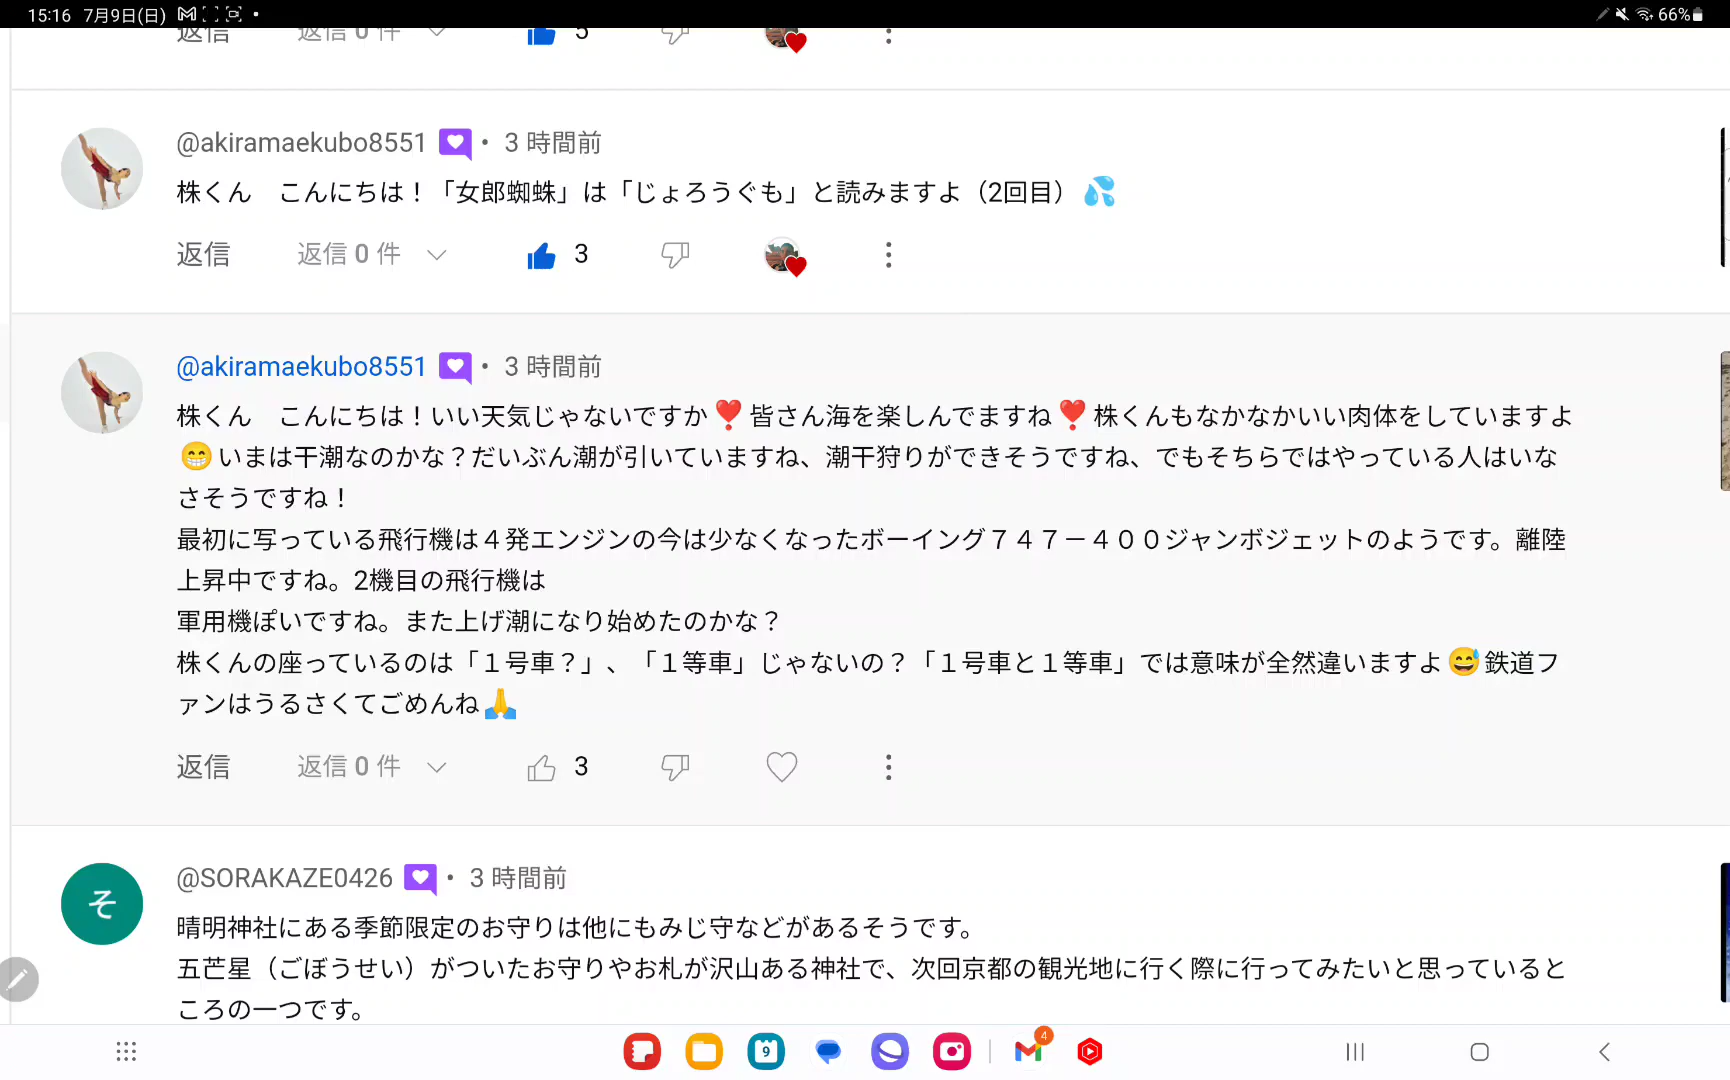 15:16 7月9日(日) 66%
返信 返信 0 件 5
@akiramaekubo8551 • 3 時間前
株くん　こんにちは！「女郎蜘蛛」は「じょろうぐも」と読みますよ（2回目）💦
返信 返信 0 件 3
@akiramaekubo8551 • 3 時間前
株くん　こんにちは！いい天気じゃないですか❣️皆さん海を楽しんでますね❣️株くんもなかなかいい肉体をしていますよ
😁いまは干潮なのかな？だいぶん潮が引いていますね、潮干狩りができそうですね、でもそちらではやっている人はいな
さそうですね！
最初に写っている飛行機は４発エンジンの今は少なくなったボーイング７４７－４００ジャンボジェットのようです。離陸
上昇中ですね。2機目の飛行機は
軍用機ぽいですね。また上げ潮になり始めたのかな？
株くんの座っているのは「１号車？」、「１等車」じゃないの？「１号車と１等車」では意味が全然違いますよ😅鉄道フ
ァンはうるさくてごめんね🙏
返信 返信 0 件 3
そ
@SORAKAZE0426 • 3 時間前
晴明神社にある季節限定のお守りは他にもみじ守などがあるそうです。
五芒星（ごぼうせい）がついたお守りやお札が沢山ある神社で、次回京都の観光地に行く際に行ってみたいと思っていると
ころの一つです。
9 4